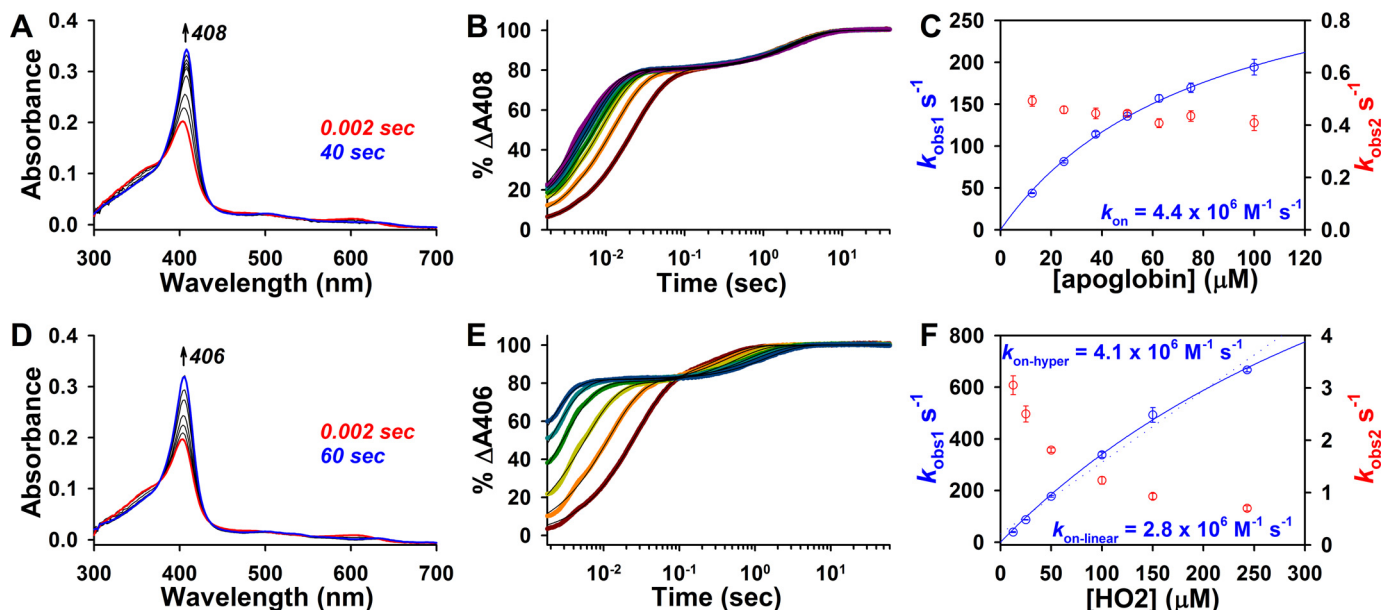 A
0.4
0.3
0.2
0.1
0.0
Absorbance
408
0.002 sec
40 sec
300 400 500 600 700
Wavelength (nm)
B
100
80
60
40
20
0
% ΔA408
10⁻² 10⁻¹ 10⁰ 10¹
Time (sec)
C
250
200
150
100
50
0
kobs1 s⁻¹
0.8
0.6
0.4
0.2
0.0
kobs2 s⁻¹
kon = 4.4 x 10⁶ M⁻¹ s⁻¹
0 20 40 60 80 100 120
[apoglobin] (μM)
D
0.4
0.3
0.2
0.1
0.0
Absorbance
406
0.002 sec
60 sec
300 400 500 600 700
Wavelength (nm)
E
100
80
60
40
20
0
% ΔA406
10⁻² 10⁻¹ 10⁰ 10¹
Time (sec)
F
800
600
400
200
0
kobs1 s⁻¹
4
3
2
1
0
kobs2 s⁻¹
kon-hyper = 4.1 x 10⁶ M⁻¹ s⁻¹
kon-linear = 2.8 x 10⁶ M⁻¹ s⁻¹
0 50 100 150 200 250 300
[HO2] (μM)